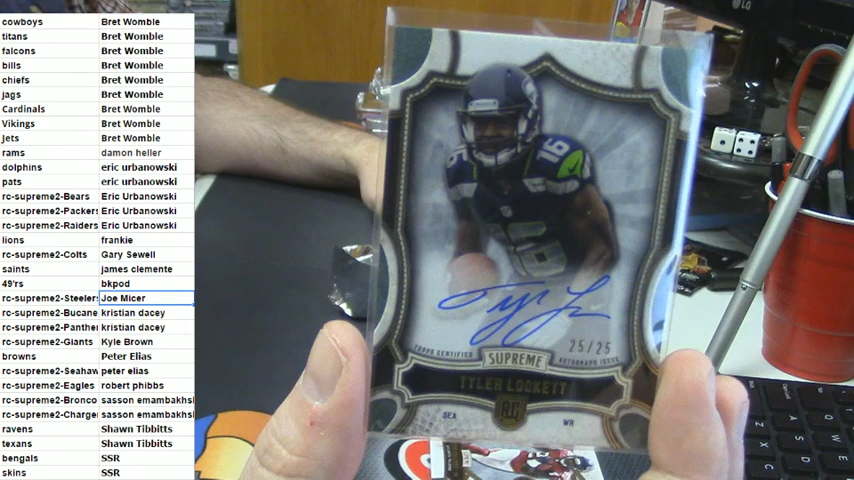 cowboys Bret Womble
titans Bret Womble
falcons Bret Womble
bills Bret Womble
chiefs Bret Womble
jags Bret Womble
Cardinals Bret Womble
Vikings Bret Womble
Jets Bret Womble
rams damon heller
dolphins eric urbanowski
pats eric urbanowski
rc-supreme2-Bears Eric Urbanowski
rc-supreme2-Packers Eric Urbanowski
rc-supreme2-Raiders Eric Urbanowski
lions frankie
rc-supreme2-Colts Gary Sewell
saints james clemente
49'rs bkpod
rc-supreme2-Steelers Joe Micer
rc-supreme2-Bucane kristian dacey
rc-supreme2-Panthe kristian dacey
rc-supreme2-Giants Kyle Brown
browns Peter Elias
rc-supreme2-Seahaw peter elias
rc-supreme2-Eagles robert phibbs
rc-supreme2-Bronco sasson emambakhsl
rc-supreme2-Charge sasson emambakhsl
ravens Shawn Tibbitts
texans Shawn Tibbitts
bengals SSR
skins SSR
16
16
25/25
TOPPS CERTIFIED SUPREME AUTOGRAPH ISSUE
TYLER LOCKETT
SEA RC WR
LG